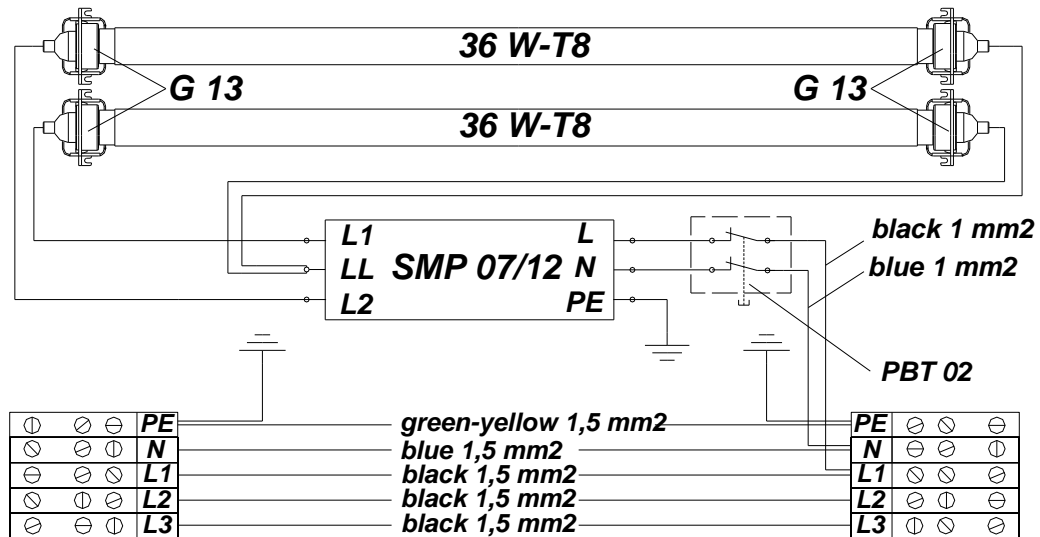 36 W-T8
G 13 G 13
36 W-T8
black 1 mm2
L1 L
LL SMP 07/12 N
blue 1 mm2
L2 PE
PBT 02
PE green-yellow 1,5 mm2 PE
N blue 1,5 mm2 N
L1 black 1,5 mm2 L1
L2 black 1,5 mm2 L2
L3 black 1,5 mm2 L3